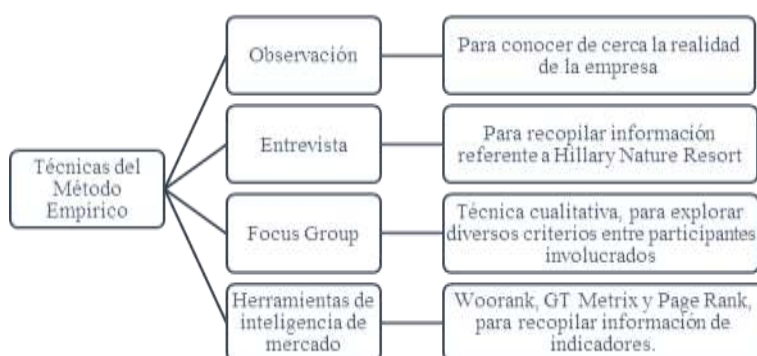 Técnicas del
Método
Empírico
Observación
Para conocer de cerca la realidad
de la empresa
Entrevista
Para recopilar información
referente a Hillary Nature Resort
Focus Group
Técnica cualitativa, para explorar
diversos criterios entre participantes
involucrados
Herramientas de
inteligencia de
mercado
Woorank, GT Metrix y Page Rank,
para recopilar información de
indicadores.